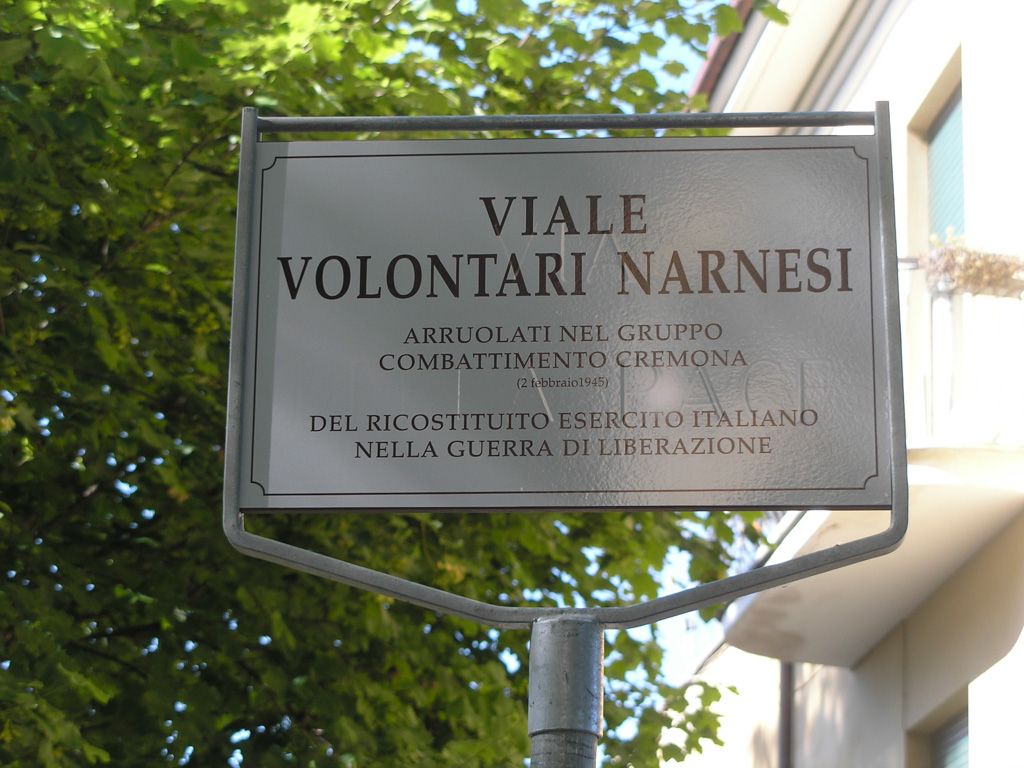 VIALE
VOLONTARI NARNESI
ARRUOLATI NEL GRUPPO
COMBATTIMENTO CREMONA
(2 febbraio1945)
DEL RICOSTITUITO ESERCITO ITALIANO
NELLA GUERRA DI LIBERAZIONE